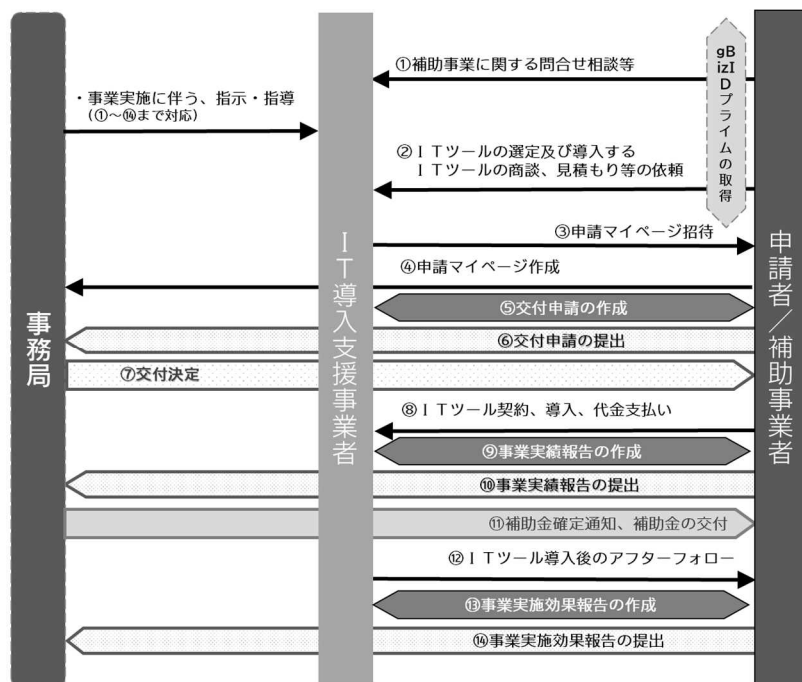 gBizIDプライムの取得
①補助事業に関する問合せ相談等
・事業実施に伴う、指示・指導
(①～⑭まで対応)
②ＩＴツールの選定及び導入する
ＩＴツールの商談、見積もり等の依頼
③申請マイページ招待
④申請マイページ作成
事務局
ＩＴ導入支援事業者
申請者／補助事業者
⑤交付申請の作成
⑥交付申請の提出
⑦交付決定
⑧ＩＴツール契約、導入、代金支払い
⑨事業実績報告の作成
⑩事業実績報告の提出
⑪補助金確定通知、補助金の交付
⑫ＩＴツール導入後のアフターフォロー
⑬事業実施効果報告の作成
⑭事業実施効果報告の提出